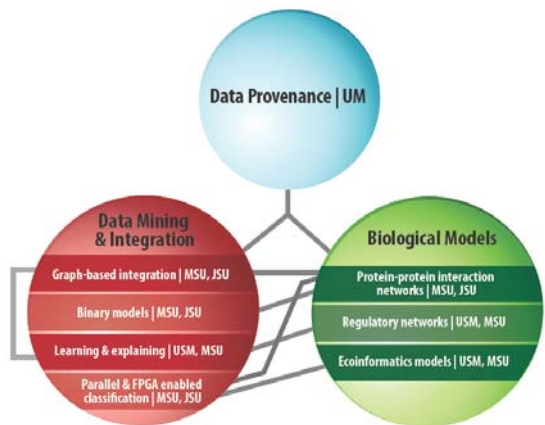 Data Provenance | UM
Data Mining
& Integration
Graph-based integration | MSU, JSU
Binary models | MSU, JSU
Learning & explaining | USM, MSU
Parallel & FPGA enabled
classification | MSU, JSU
Biological Models
Protein-protein interaction
networks | MSU, JSU
Regulatory networks | USM, MSU
Ecoinformatics models | USM, MSU